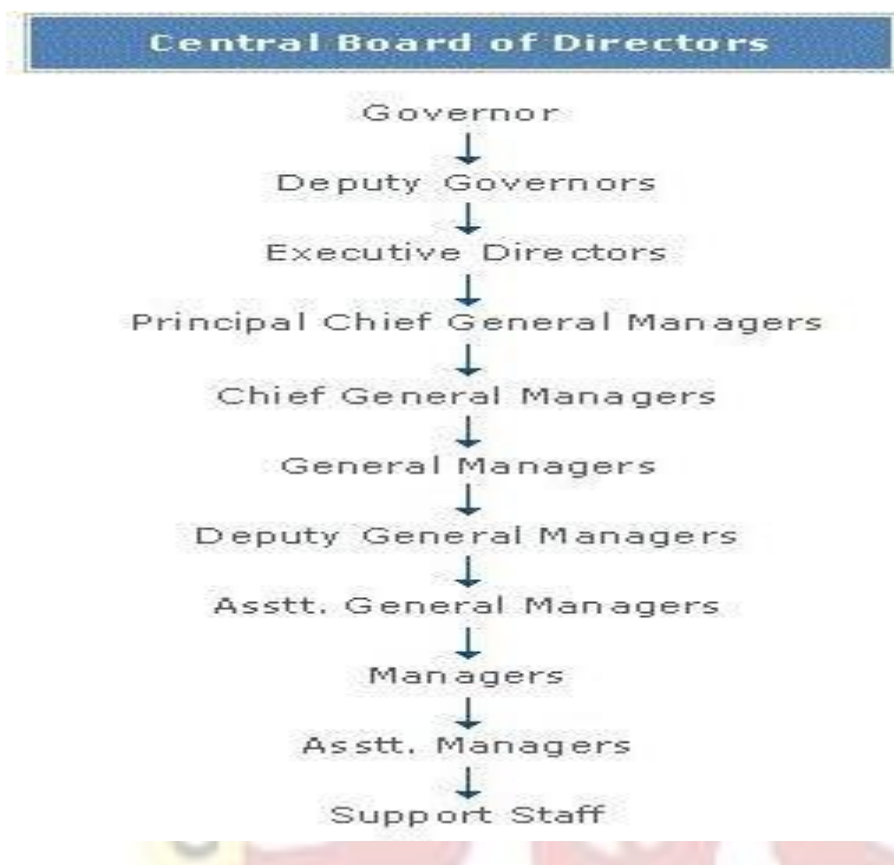 Central Board of Directors
Governor
Deputy Governors
Executive Directors
Principal Chief General Managers
Chief General Managers
General Managers
Deputy General Managers
Asstt. General Managers
Managers
Asstt. Managers
Support Staff